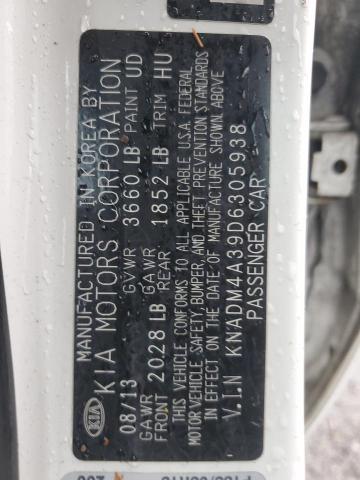 KIA
MANUFACTURED IN KOREA BY
KIA MOTORS CORPORATION
08/13 GVWR 3660 LB PAINT UD
GAWR GAWR
FRONT 2028 LB REAR 1852 LB TRIM HU
THIS VEHICLE CONFORMS TO ALL APPLICABLE U.S.A. FEDERAL
MOTOR VEHICLE SAFETY, BUMPER, AND THEFT PREVENTION STANDARDS
IN EFFECT ON THE DATE OF MANUFACTURE SHOWN ABOVE
V.I.N KNADM4A39D6305938
PASSENGER CAR